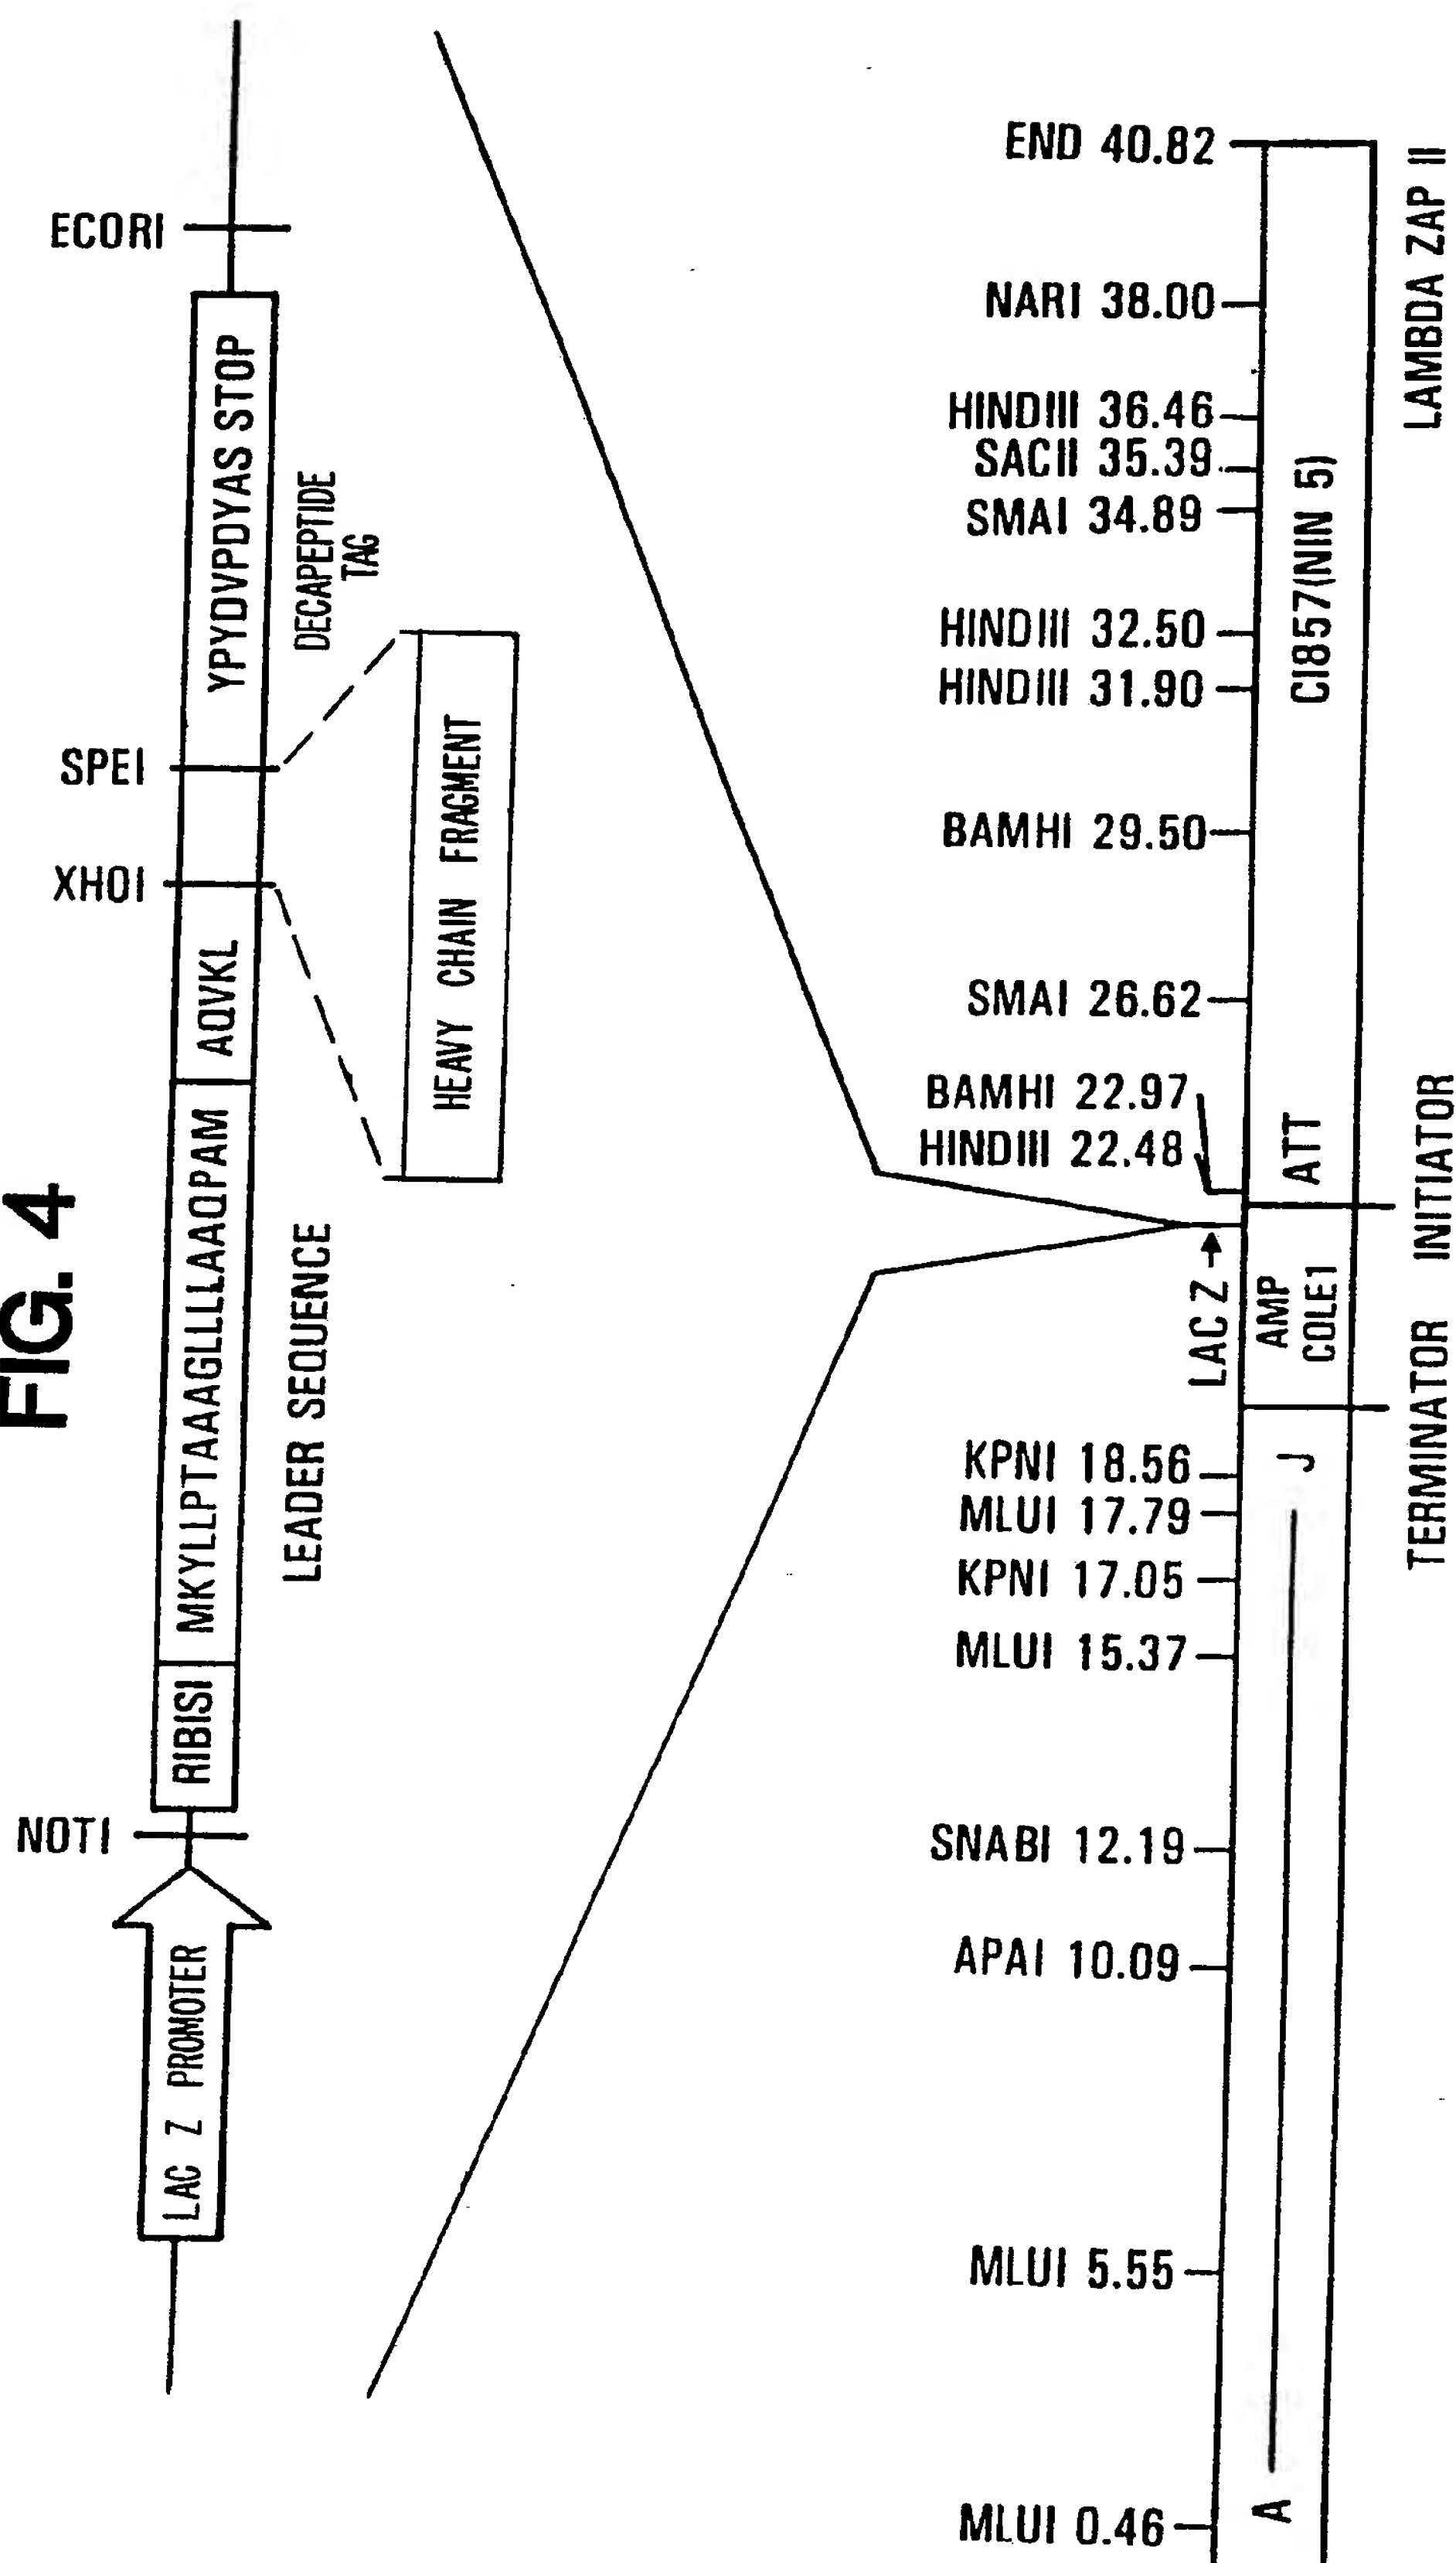 FIG. 4
ECORI
YPYDVPDYAS STOP
DECAPEPTIDE
TAG
SPEI
XHOI
HEAVY CHAIN FRAGMENT
AQVKL
MKYLLPTAAAGLLLLAAQPAM
LEADER SEQUENCE
RIBISI
NOTI
LAC Z PROMOTER
END 40.82
NARI 38.00
HINDIII 36.46
SACII 35.39
SMAI 34.89
HINDIII 32.50
HINDIII 31.90
BAMHI 29.50
SMAI 26.62
BAMHI 22.97
HINDIII 22.48
LAC Z
KPNI 18.56
MLUI 17.79
KPNI 17.05
MLUI 15.37
SNABI 12.19
APAI 10.09
MLUI 5.55
MLUI 0.46
CI857(NIN 5)
ATT
AMP
COLE1
J
A
LAMBDA ZAP II
TERMINATOR INITIATOR